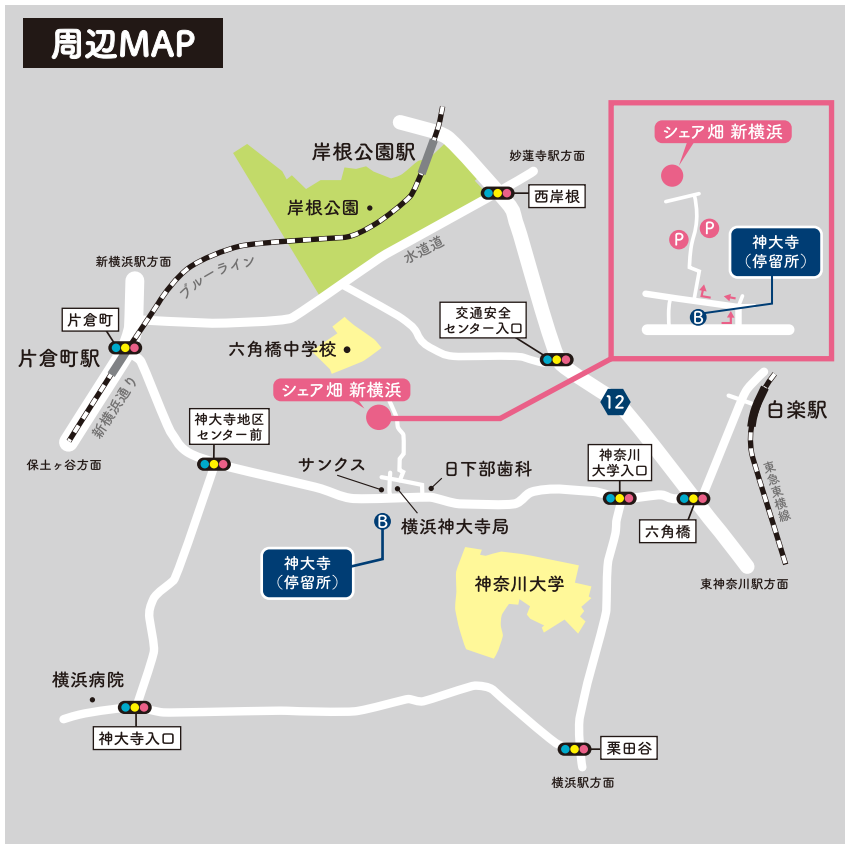 周辺MAP
岸根公園駅
妙蓮寺駅方面
西岸根
岸根公園
水道道
新横浜駅方面
ブルーライン
片倉町
片倉町駅
新横浜通り
保土ヶ谷方面
六角橋中学校
交通安全
センター入口
シェア畑 新横浜
P
P
神大寺
(停留所)
B
シェア畑 新横浜
12
白楽駅
東急東横線
神大寺地区
センター前
サンクス
日下部歯科
横浜神大寺局
神奈川
大学入口
六角橋
東神奈川駅方面
B
神大寺
(停留所)
神奈川大学
横浜病院
神大寺入口
栗田谷
横浜駅方面